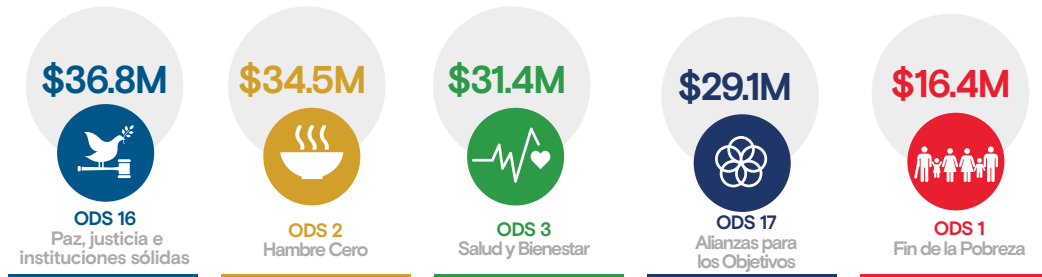 $36.8M
ODS 16
Paz, justicia e
instituciones sólidas
$34.5M
ODS 2
Hambre Cero
$31.4M
ODS 3
Salud y Bienestar
$29.1M
ODS 17
Alianzas para
los Objetivos
$16.4M
ODS 1
Fin de la Pobreza